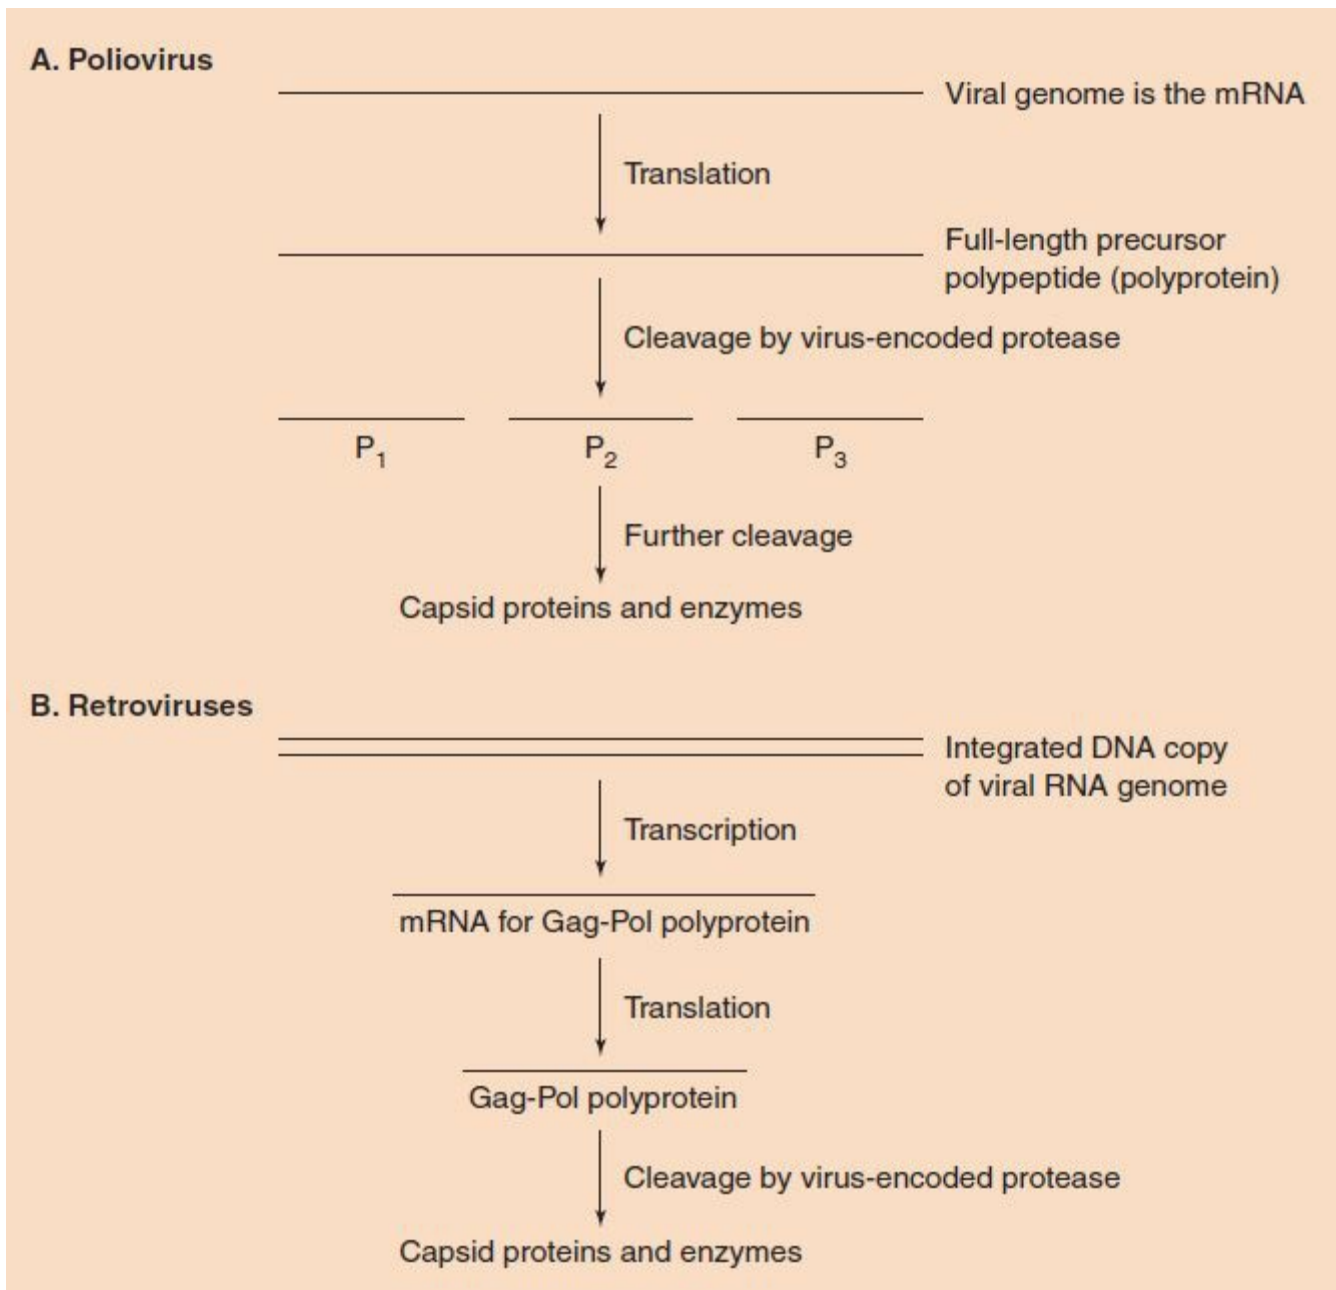 A. Poliovirus
Viral genome is the mRNA
Translation
Full-length precursor
polypeptide (polyprotein)
Cleavage by virus-encoded protease
P1 P2 P3
Further cleavage
Capsid proteins and enzymes
B. Retroviruses
Integrated DNA copy
of viral RNA genome
Transcription
mRNA for Gag-Pol polyprotein
Translation
Gag-Pol polyprotein
Cleavage by virus-encoded protease
Capsid proteins and enzymes